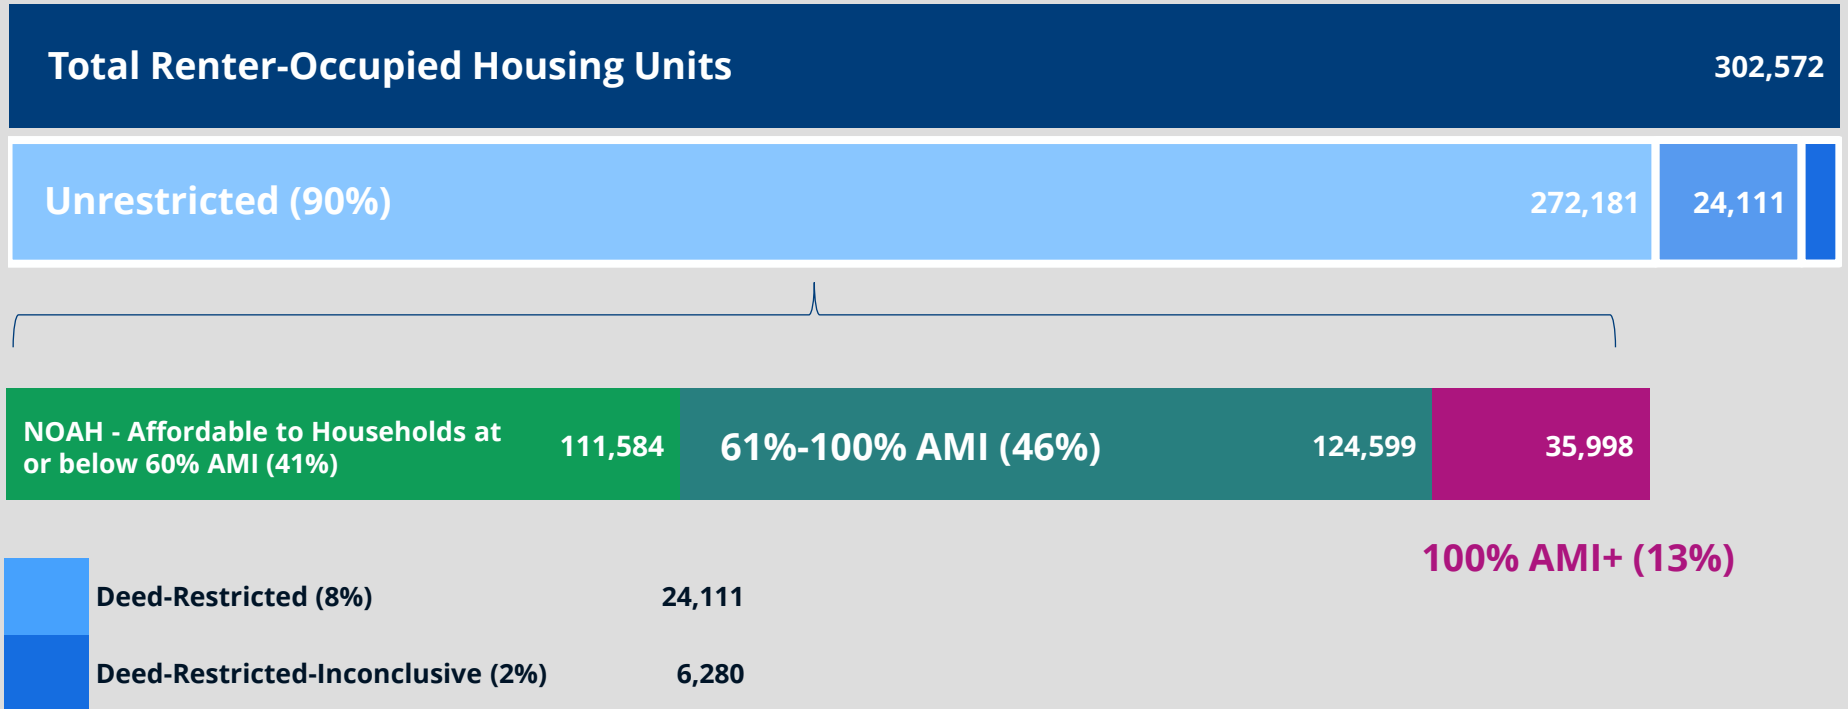 Total Renter-Occupied Housing Units 302,572
Unrestricted (90%) 272,181 24,111
NOAH - Affordable to Households at
or below 60% AMI (41%)
111,584
61%-100% AMI (46%) 124,599 35,998
100% AMI+ (13%)
Deed-Restricted (8%) 24,111
Deed-Restricted-Inconclusive (2%) 6,280